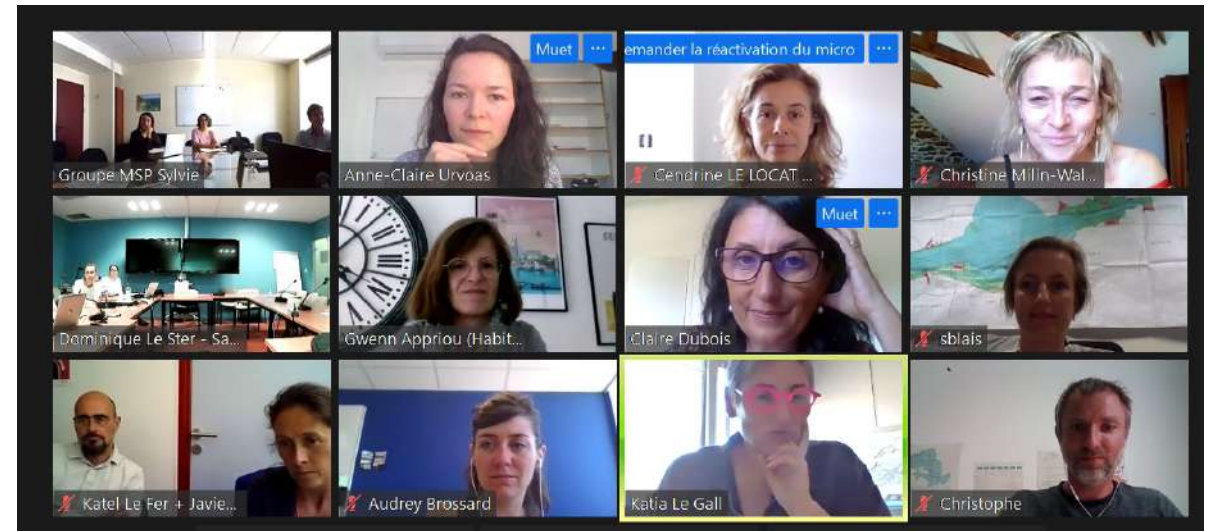 Muet
emander la réactivation du micro
Groupe MSP Sylvie
Anne-Claire Urvoas
Cendrine LE LOCAT ...
Christine Milin-Wal...
Muet
Dominique Le Ster - Sa...
Gwenn Appriou (Habit...
Claire Dubois
sblais
Katel Le Fer + Javie...
Audrey Brossard
Katia Le Gall
Christophe